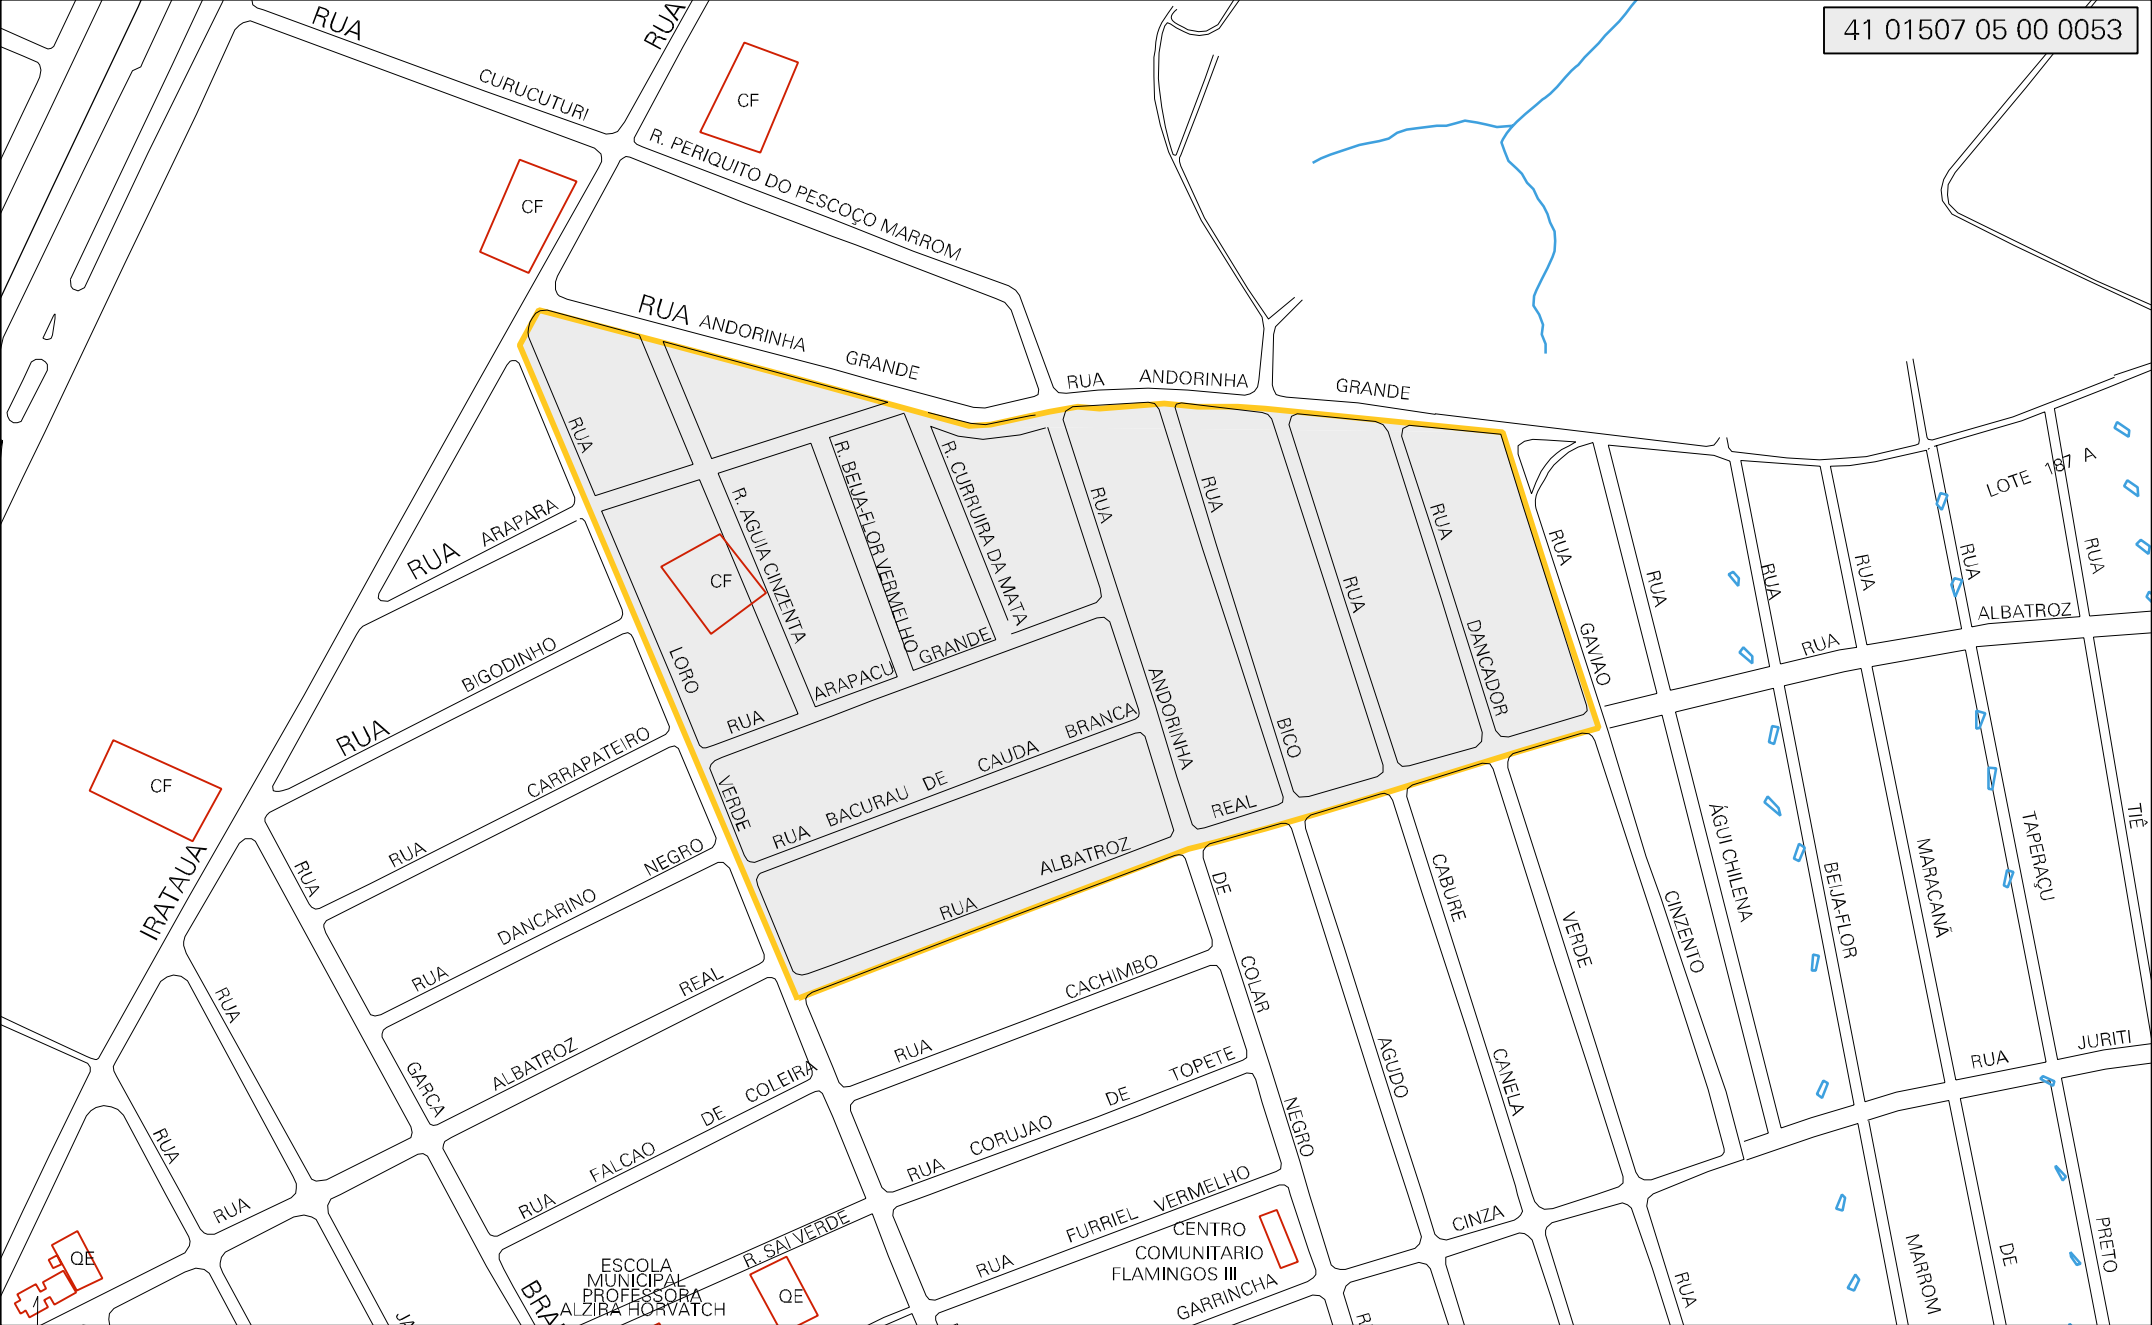 41 01507 05 00 0053
RUA
CURUCUTURI
RUA
CF
R. PERIQUITO DO PESCOÇO MARROM
CF
RUA ANDORINHA GRANDE
RUA ANDORINHA GRANDE
RUA LORO VERDE
RUA ARAPARA
R. AGUIA CINZENTA
R. BEIJA-FLOR VERMELHO
R. CURRUIRA DA MATA
CF
RUA ARAPACU GRANDE
RUA ANDORINHA DE COLAR NEGRO
RUA BICO AGUDO
RUA CABURE CANELA
RUA DANCADOR VERDE
RUA GAVIAO CINZENTO
RUA ÁGUI CHILENA
RUA BEIJA-FLOR MARROM
RUA MARACANÃ DE
RUA TAPERAÇU PRETO
RUA TIÊ
LOTE 187 A
RUA ALBATROZ
RUA BIGODINHO
RUA CARRAPATEIRO
CF
IRATAUA
RUA DANCARINO NEGRO
RUA BACURAU DE CAUDA BRANCA
RUA ALBATROZ REAL
ALBATROZ REAL
RUA GARCA
BRA
RUA
RUA
RUA
RUA FALCAO DE COLEIRA
RUA CACHIMBO
RUA CORUJAO DE TOPETE
RUA FURRIEL VERMELHO
R. SAI VERDE
CINZA
RUA JURITI
RUA
QE
ESCOLA
MUNICIPAL
PROFESSORA
ALZIRA HORVATCH
QE
CENTRO
COMUNITARIO
FLAMINGOS III
GARRINCHA
JA
R